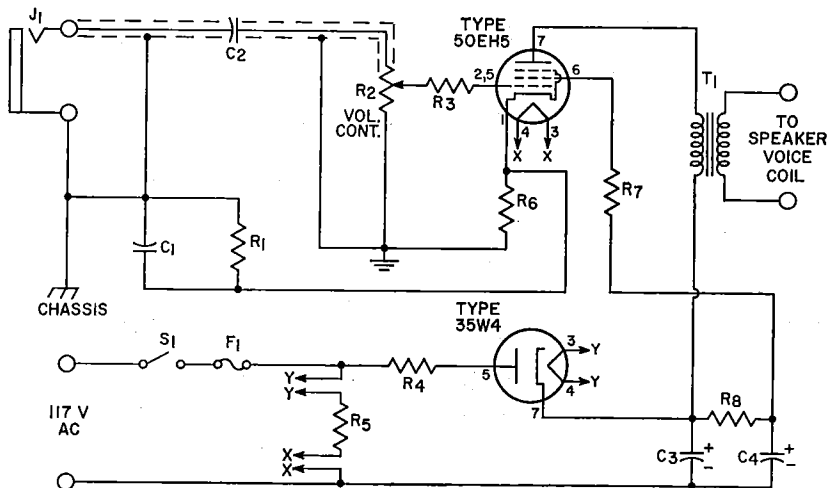 J1
C2
R2
VOL.
CONT.
R3
TYPE
50EH5
7
2,5
6
1
4
3
X
X
T1
TO
SPEAKER
VOICE
COIL
R7
R6
C1
R1
CHASSIS
TYPE
35W4
S1
F1
R4
5
3
Y
4
Y
7
R8
117 V
AC
Y
Y
R5
X
X
C3
+
-
C4
+
-